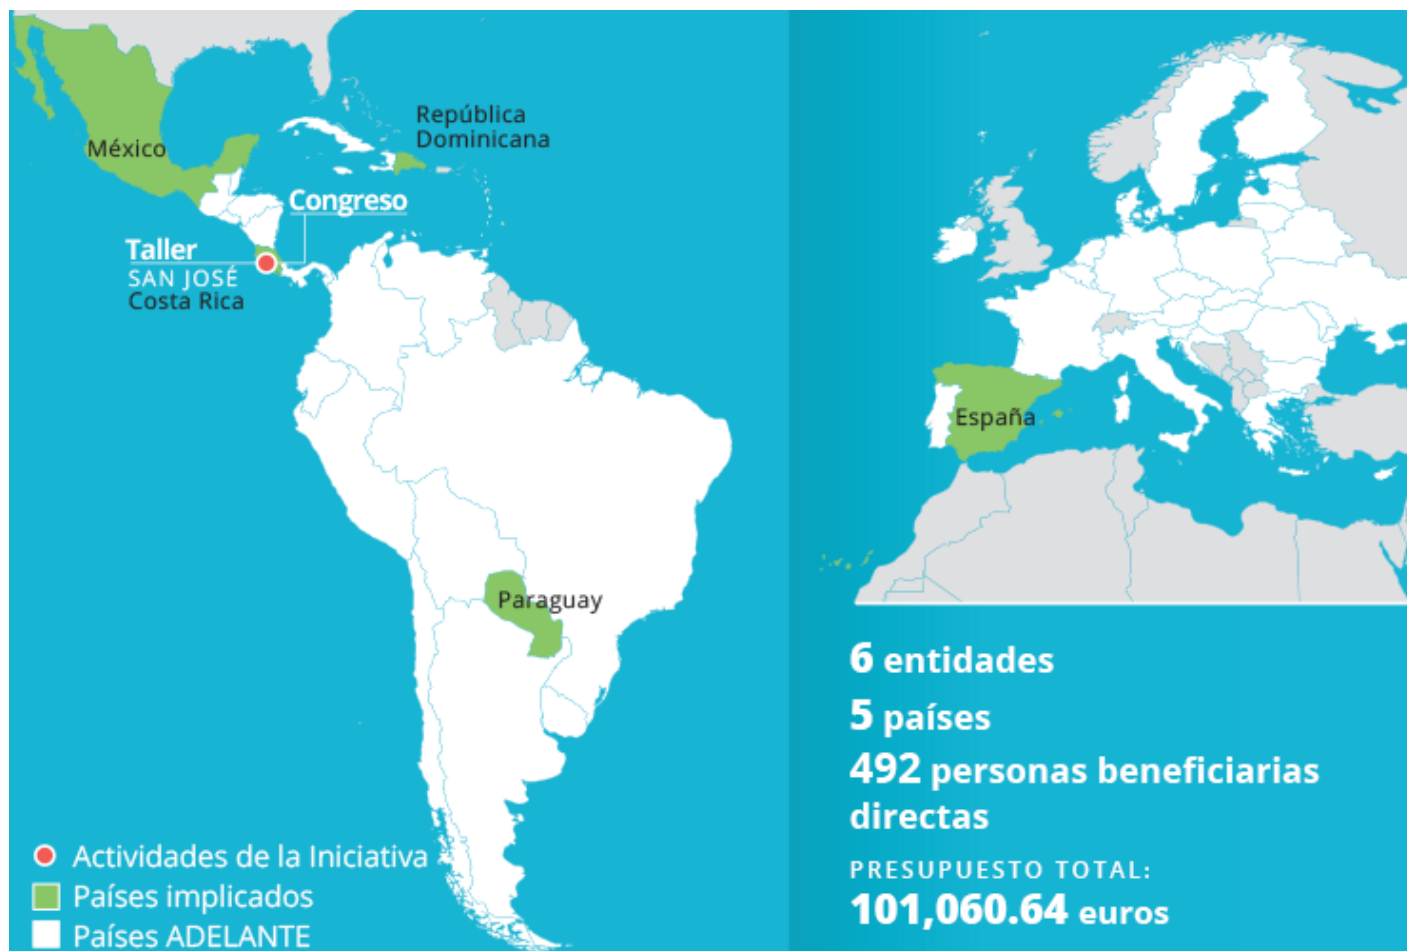 República
Dominicana
México
Congreso
Taller
SAN JOSÉ
Costa Rica
Paraguay
Actividades de la Iniciativa
Países implicados
Países ADELANTE
España
6 entidades
5 países
492 personas beneficiarias
directas
PRESUPUESTO TOTAL:
101,060.64 euros